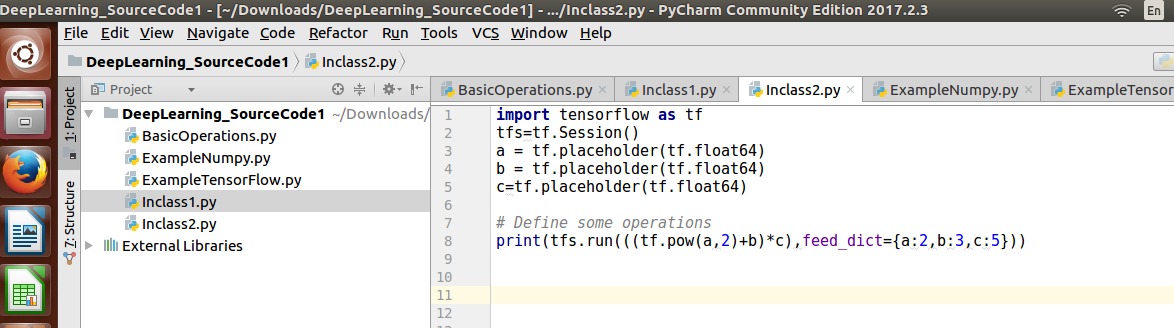 DeepLearning_SourceCode1 - [~/Downloads/DeepLearning_SourceCode1] - .../Inclass2.py - PyCharm Community Edition 2017.2.3 En
File Edit View Navigate Code Refactor Run Tools VCS Window Help
DeepLearning_SourceCode1 Inclass2.py
1: Project
7: Structure
Project
DeepLearning_SourceCode1 ~/Downloads/
BasicOperations.py
ExampleNumpy.py
ExampleTensorFlow.py
Inclass1.py
Inclass2.py
External Libraries
BasicOperations.py Inclass1.py Inclass2.py ExampleNumpy.py ExampleTensor
1 import tensorflow as tf
2 tfs=tf.Session()
3 a = tf.placeholder(tf.float64)
4 b = tf.placeholder(tf.float64)
5 c=tf.placeholder(tf.float64)
6
7 # Define some operations
8 print(tfs.run(((tf.pow(a,2)+b)*c),feed_dict={a:2,b:3,c:5}))
9
10
11
12
13